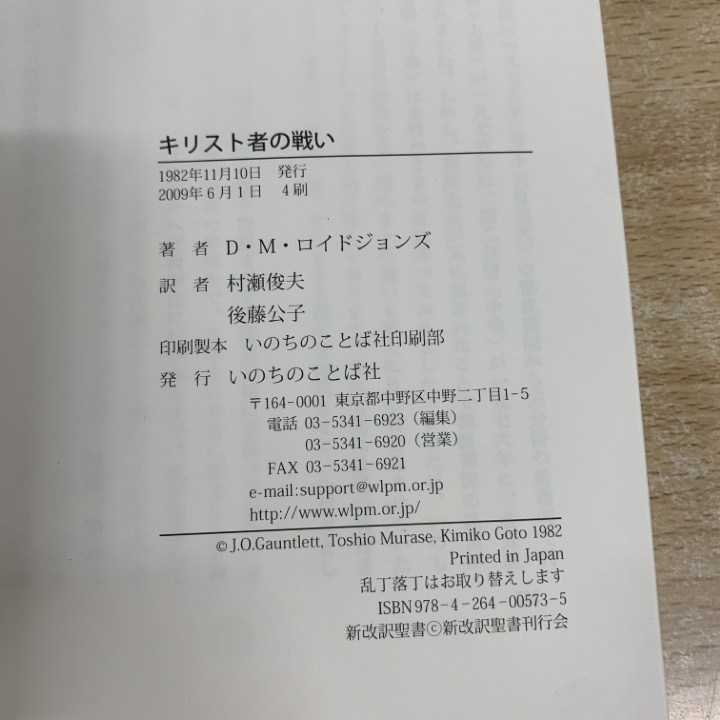 キリスト者の戦い
1982年11月10日　発行
2009年6月1日　4刷
著　者　D・M・ロイドジョンズ
訳　者　村瀬俊夫
後藤公子
印刷製本　いのちのことば社印刷部
発　行　いのちのことば社
〒164-0001 東京都中野区中野二丁目1-5
電話 03-5341-6923（編集）
03-5341-6920（営業）
FAX 03-5341-6921
e-mail:support@wlpm.or.jp
http://www.wlpm.or.jp/
© J.O.Gauntlett, Toshio Murase, Kimiko Goto 1982
Printed in Japan
乱丁落丁はお取り替えします
ISBN978-4-264-00573-5
新改訳聖書ⓒ新改訳聖書刊行会